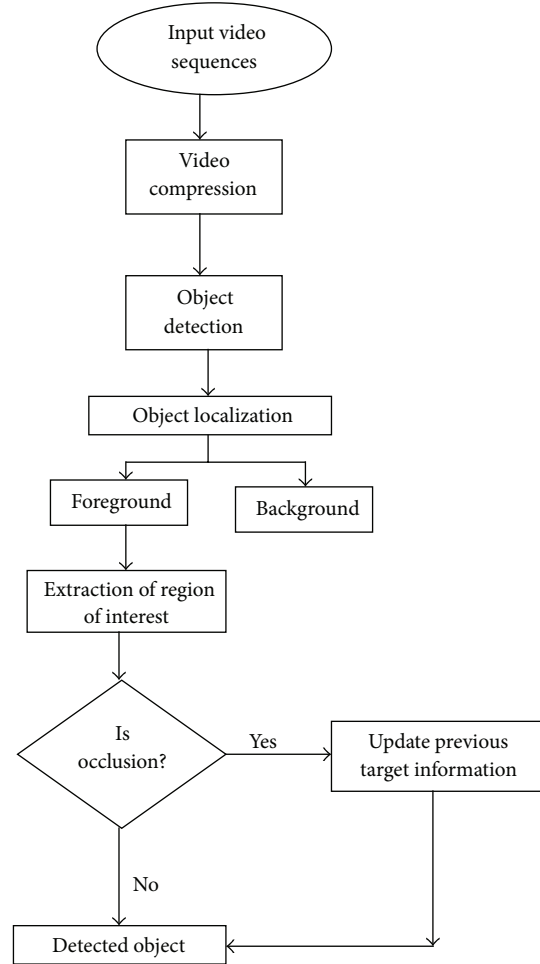 Input video
sequences
Video
compression
Object
detection
Object localization
Foreground
Background
Extraction of region
of interest
Is
occlusion?
Yes
Update previous
target information
No
Detected object